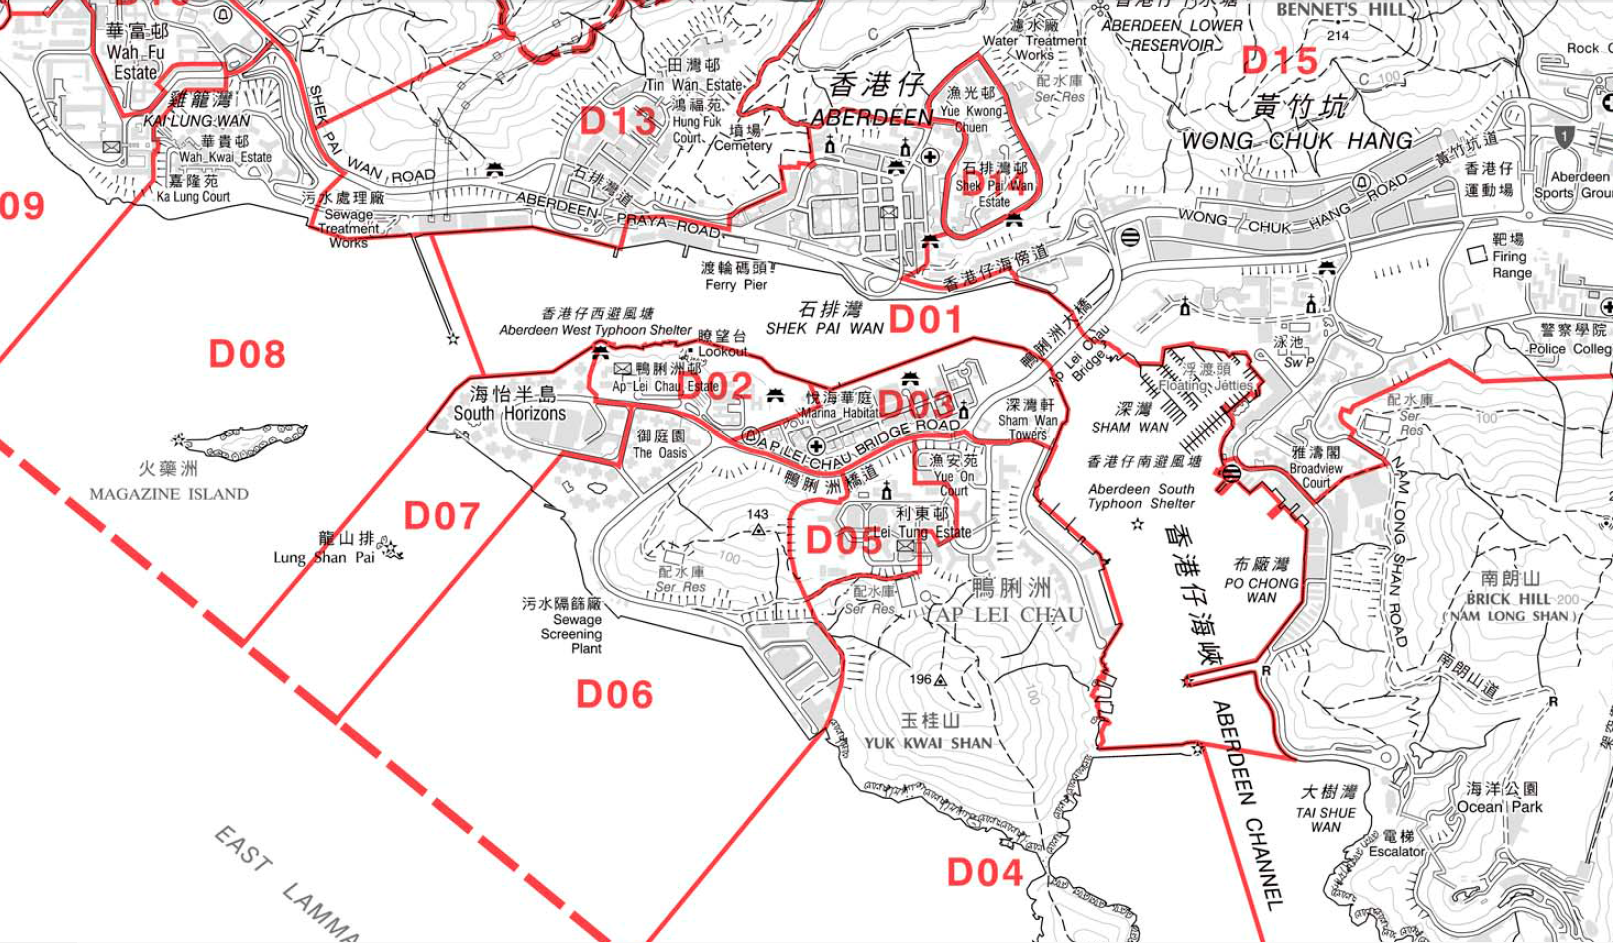 華富邨
Wah Fu
Estate
雞籠灣
KAI LUNG WAN
華貴邨
Wah Kwai Estate
嘉隆苑
Ka Lung Court
SHEK PAI WAN ROAD
污水處理廠
Sewage
Treatment
Works
田灣邨
Tin Wan Estate
D13
鴻福苑
Hung Fuk
Court
墳場
Cemetery
石排灣道
ABERDEEN PRAYA ROAD
香港仔
ABERDEEN
濾水廠
Water Treatment
Works
配水庫
Ser Res
漁光邨
Yue Kwong
Chuen
石排灣邨
Shek Pai Wan
Estate
ABERDEEN LOWER
RESERVOIR
BENNET'S HILL
214
D15
C 100
C
黃竹坑
WONG CHUK HANG
黃竹坑道
WONG CHUK HANG ROAD
1
香港仔
運動場
Aberdeen
Sports Grou
Rock C
靶場
Firing
Range
警察學院
Police Colleg
09
D08
渡輪碼頭
Ferry Pier
香港仔西避風塘
Aberdeen West Typhoon Shelter
石排灣
SHEK PAI WAN
D01
香港仔海傍道
鴨脷洲大橋
Ap Lei Chau
Bridge
瞭望台
Lookout
鴨脷洲邨
Ap Lei Chau Estate
D02
海怡半島
South Horizons
御庭園
The Oasis
悅海華庭
Marina Habitat
D03
AP LEI CHAU BRIDGE ROAD
鴨脷洲橋道
深灣軒
Sham Wan
Towers
漁安苑
Yue On
Court
泳池
Sw P
浮渡頭
Floating Jetties
深灣
SHAM WAN
香港仔南避風塘
Aberdeen South
Typhoon Shelter
配水庫
Ser
Res
100
雅濤閣
Broadview
Court
NAM LONG SHAN ROAD
火藥洲
MAGAZINE ISLAND
龍山排
Lung Shan Pai
D07
143
100
配水庫
Ser Res
D05
利東邨
Lei Tung Estate
配水庫
Ser Res
鴨脷洲
AP LEI CHAU
污水隔篩廠
Sewage
Screening
Plant
D06
196
100
玉桂山
YUK KWAI SHAN
香港仔海峽
ABERDEEN CHANNEL
布廠灣
PO CHONG
WAN
南朗山
BRICK HILL
200
(NAM LONG SHAN)
南朗山道
R
R
大樹灣
TAI SHUE
WAN
海洋公園
Ocean Park
電梯
Escalator
D04
EAST LAMMA